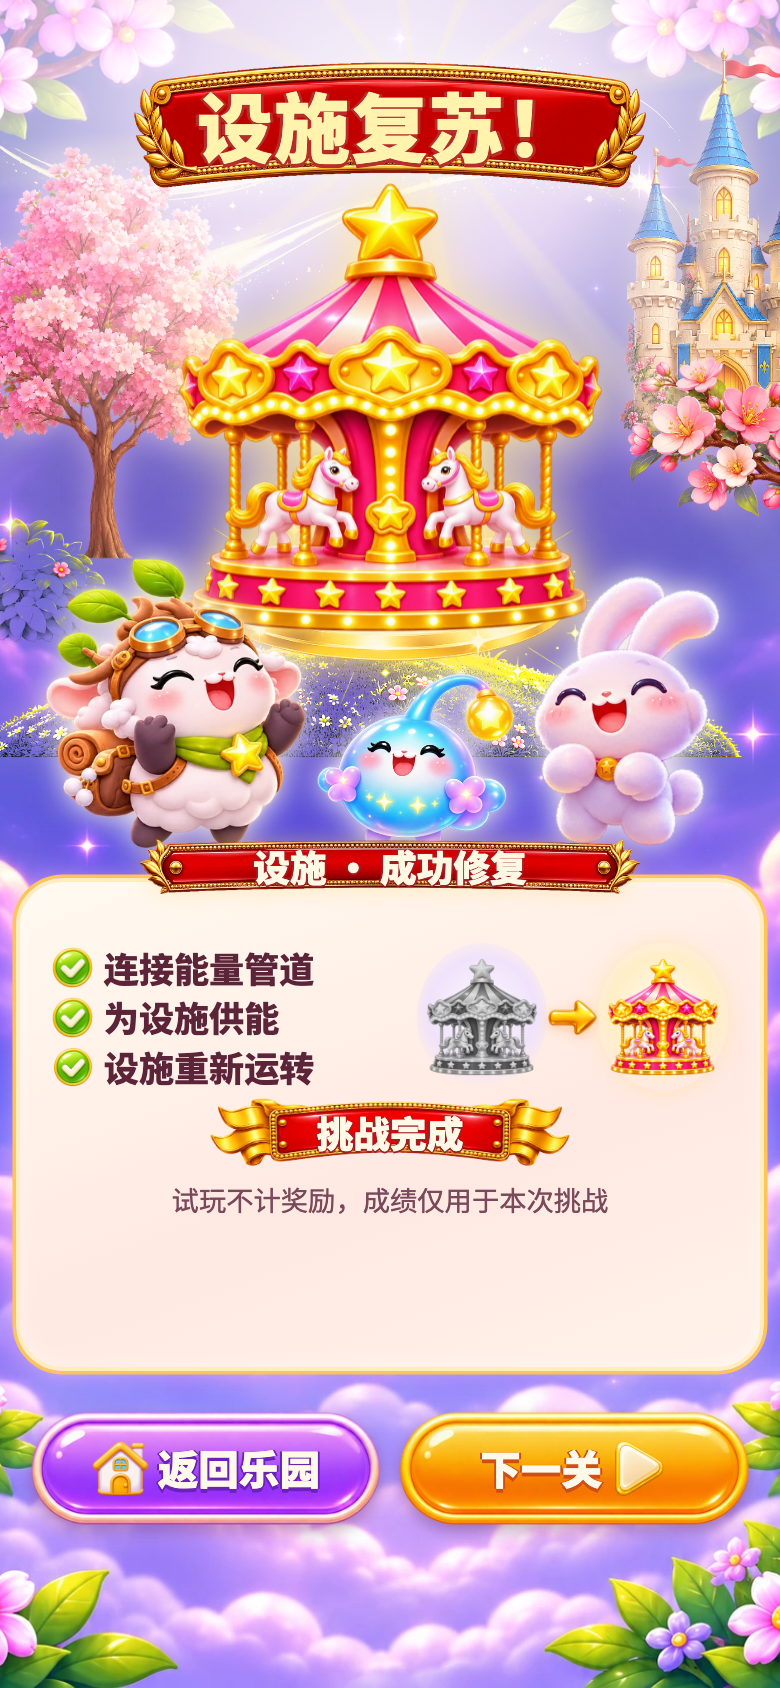 设施复苏！
设施 · 成功修复
连接能量管道
为设施供能
设施重新运转
挑战完成
试玩不计奖励，成绩仅用于本次挑战
返回乐园
下一关